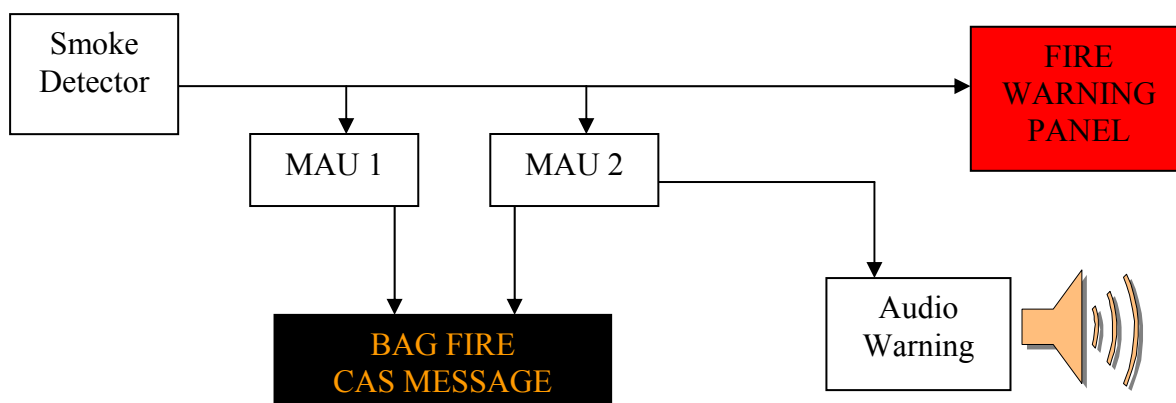 Smoke
Detector
FIRE
WARNING
PANEL
MAU 1
MAU 2
Audio
Warning
BAG FIRE
CAS MESSAGE